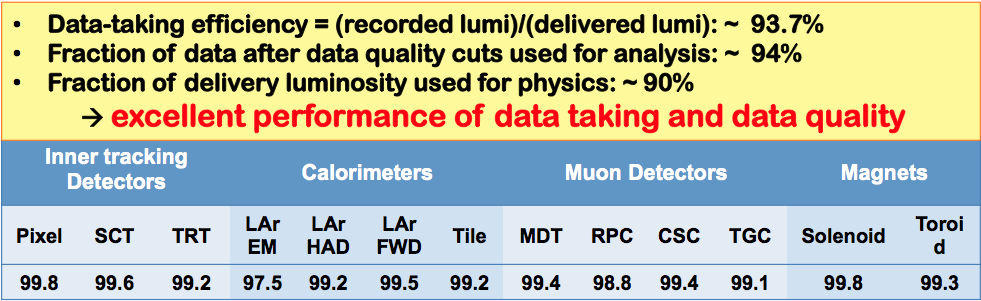 • Data-taking efficiency = (recorded lumi)/(delivered lumi): ~ 93.7%
• Fraction of data after data quality cuts used for analysis: ~ 94%
• Fraction of delivery luminosity used for physics: ~ 90%
→ excellent performance of data taking and data quality
Inner tracking Calorimeters Muon Detectors Magnets
Detectors
Pixel SCT TRT LAr LAr LAr Tile MDT RPC CSC TGC Solenoid Toroi
EM HAD FWD d
99.8 99.6 99.2 97.5 99.2 99.5 99.2 99.4 98.8 99.4 99.1 99.8 99.3